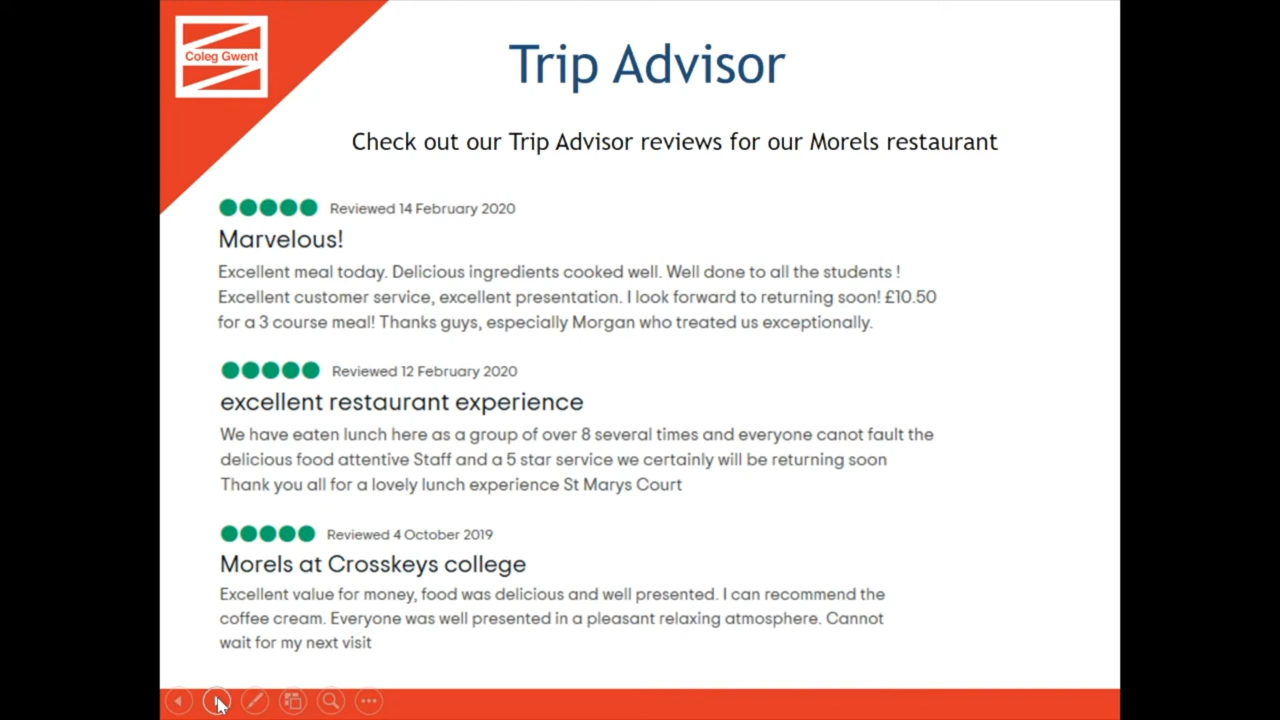 Coleg Gwent
Trip Advisor
Check out our Trip Advisor reviews for our Morels restaurant
Reviewed 14 February 2020
Marvelous!
Excellent meal today. Delicious ingredients cooked well. Well done to all the students !
Excellent customer service, excellent presentation. I look forward to returning soon! £10.50
for a 3 course meal! Thanks guys, especially Morgan who treated us exceptionally.
Reviewed 12 February 2020
excellent restaurant experience
We have eaten lunch here as a group of over 8 several times and everyone canot fault the
delicious food attentive Staff and a 5 star service we certainly will be returning soon
Thank you all for a lovely lunch experience St Marys Court
Reviewed 4 October 2019
Morels at Crosskeys college
Excellent value for money, food was delicious and well presented. I can recommend the
coffee cream. Everyone was well presented in a pleasant relaxing atmosphere. Cannot
wait for my next visit